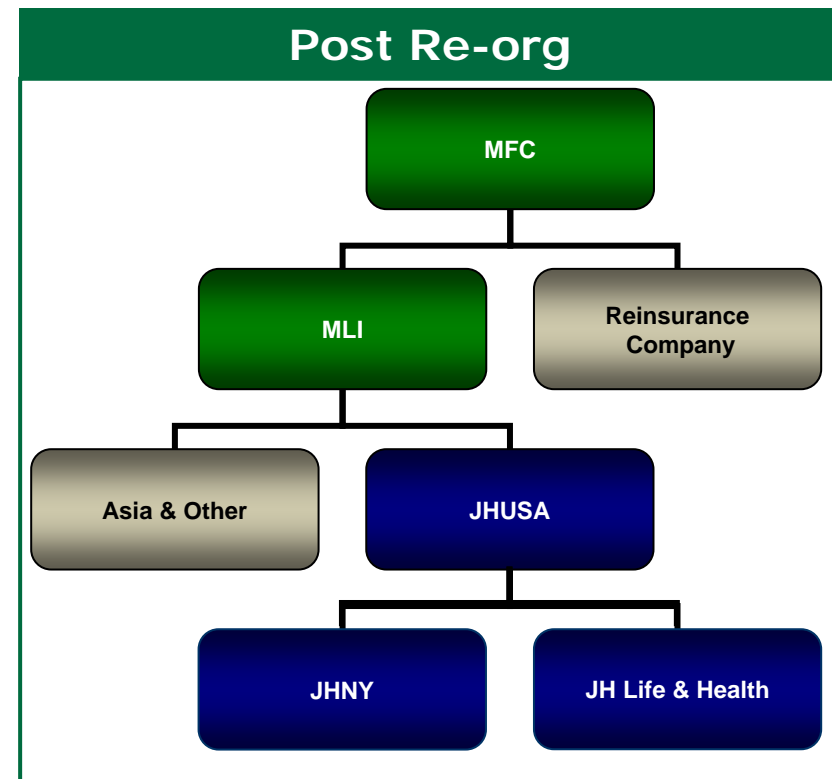 Post Re-org
MFC
MLI
Reinsurance
Company
Asia & Other
JHUSA
JHNY
JH Life & Health